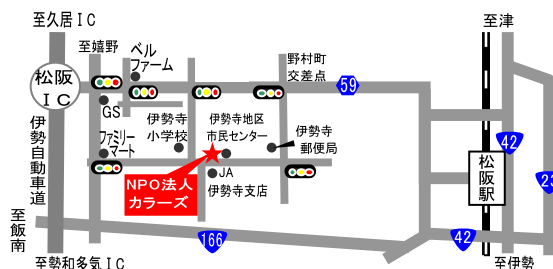 至久居IC
至津
至嬉野
ベル
ファーム
野村町
交差点
松阪
IC
59
GS
伊勢寺
小学校
伊勢寺地区
市民センター
伊勢寺
郵便局
ファミリー
マート
伊勢自動車道
42
松阪駅
JA
伊勢寺支店
NPO法人
カラーズ
23
至飯南
166
42
至勢和多気IC
至伊勢